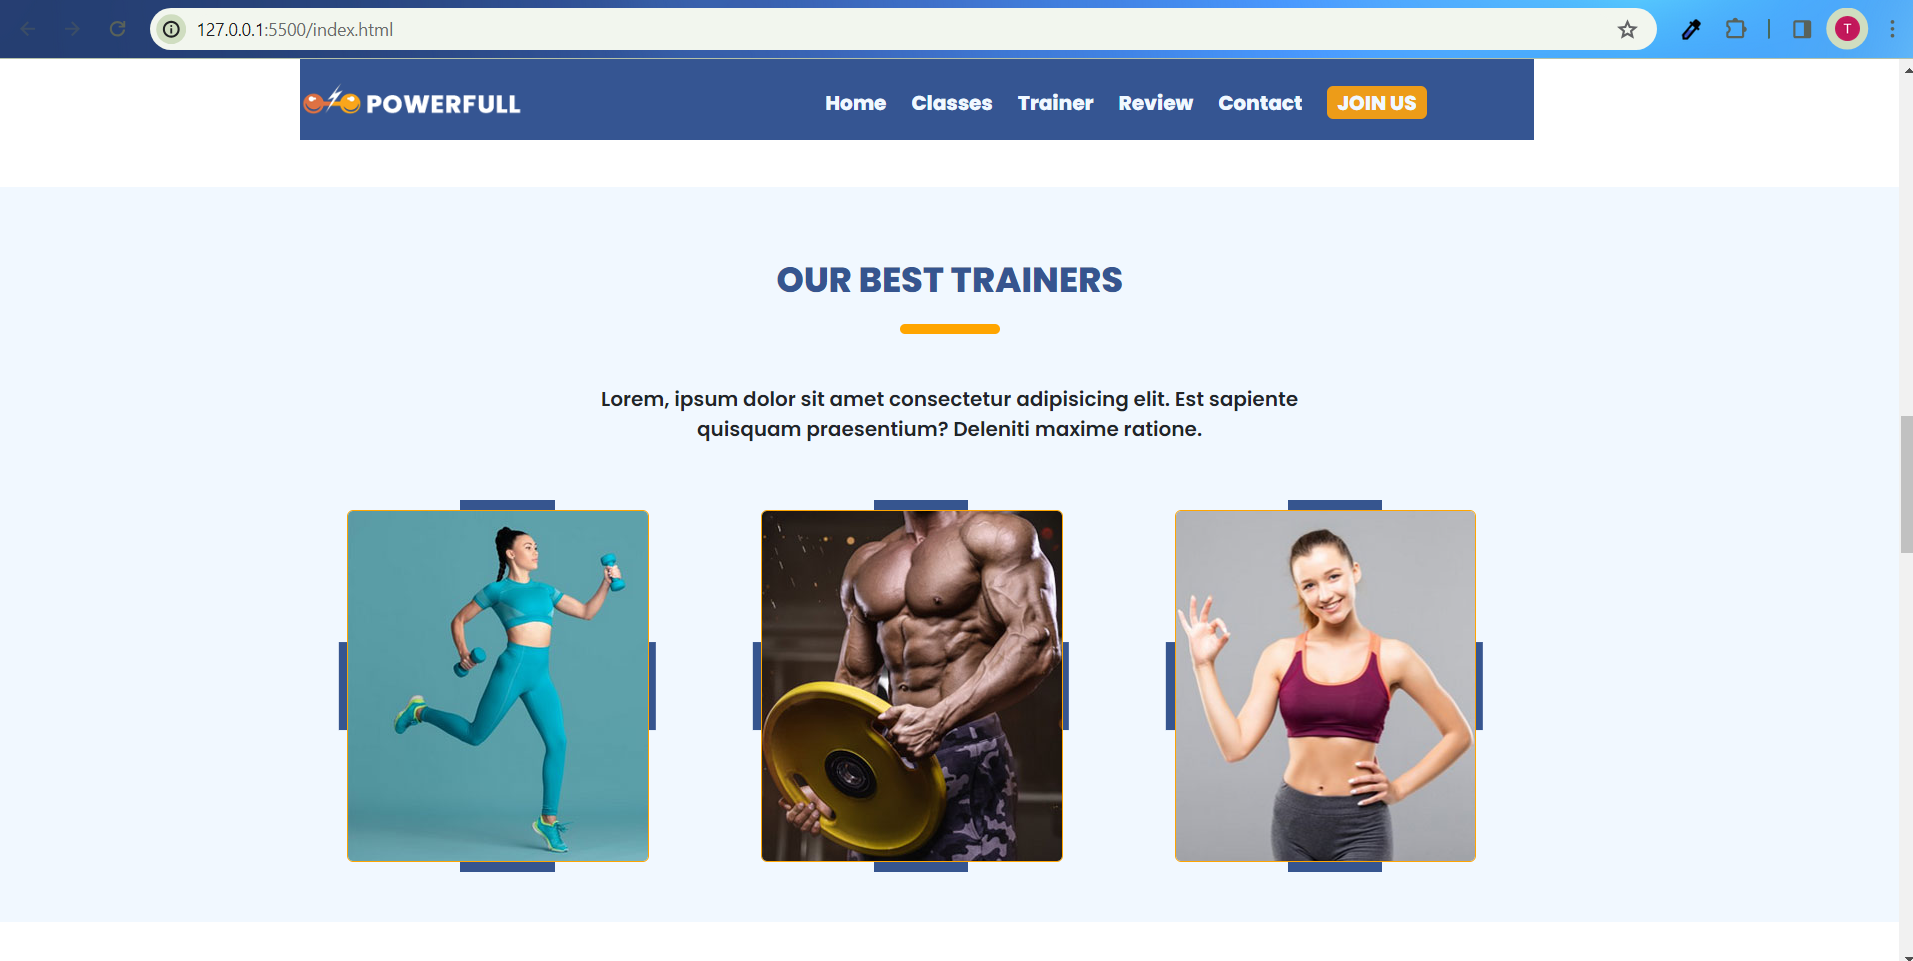 127.0.0.1:5500/index.html
T
POWERFULL
Home Classes Trainer Review Contact JOIN US
OUR BEST TRAINERS
Lorem, ipsum dolor sit amet consectetur adipisicing elit. Est sapiente
quisquam praesentium? Deleniti maxime ratione.